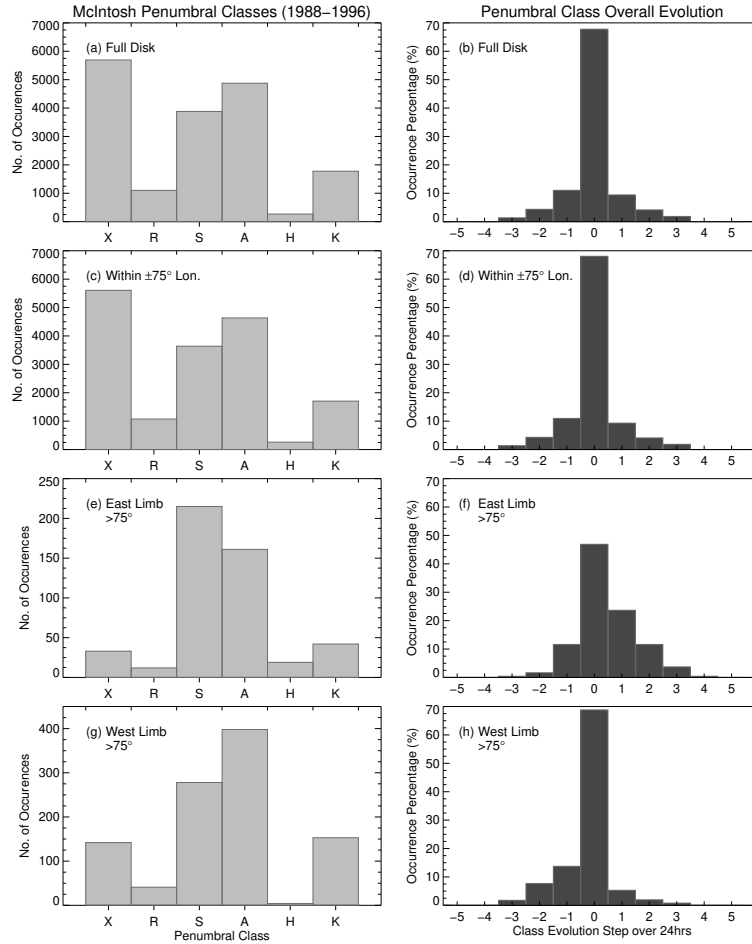 McIntosh Penumbral Classes (1988−1996)
7000
6000
5000
4000
3000
2000
1000
0
No. of Occurences
(a) Full Disk
X R S A H K
Penumbral Class Overall Evolution
70
60
50
40
30
20
10
0
Occurrence Percentage (%)
(b) Full Disk
−5 −4 −3 −2 −1 0 1 2 3 4 5
7000
6000
5000
4000
3000
2000
1000
0
No. of Occurences
(c) Within ±75° Lon.
X R S A H K
70
60
50
40
30
20
10
0
Occurrence Percentage (%)
(d) Within ±75° Lon.
−5 −4 −3 −2 −1 0 1 2 3 4 5
250
200
150
100
50
0
No. of Occurences
(e) East Limb
>75°
X R S A H K
70
60
50
40
30
20
10
0
Occurrence Percentage (%)
(f) East Limb
>75°
−5 −4 −3 −2 −1 0 1 2 3 4 5
400
300
200
100
0
No. of Occurences
(g) West Limb
>75°
X R S A H K
Penumbral Class
70
60
50
40
30
20
10
0
Occurrence Percentage (%)
(h) West Limb
>75°
−5 −4 −3 −2 −1 0 1 2 3 4 5
Class Evolution Step over 24hrs